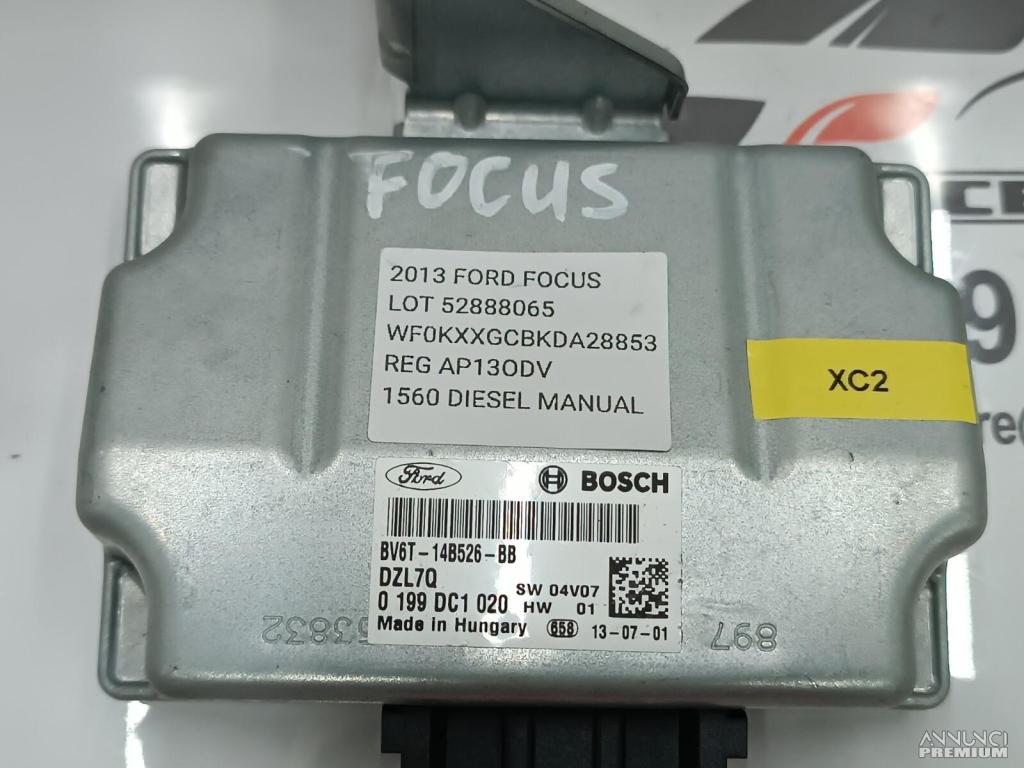 FOCUS
2013 FORD FOCUS
LOT 52888065
WF0KXXGCBKDA28853
REG AP13ODV
1560 DIESEL MANUAL
XC2
Ford
BOSCH
BV6T-14B526-BB
DZL7Q
SW 04V07
0 199 DC1 020 HW 01
Made in Hungary 658 13-07-01
897
9
ANNUNCI
PREMIUM